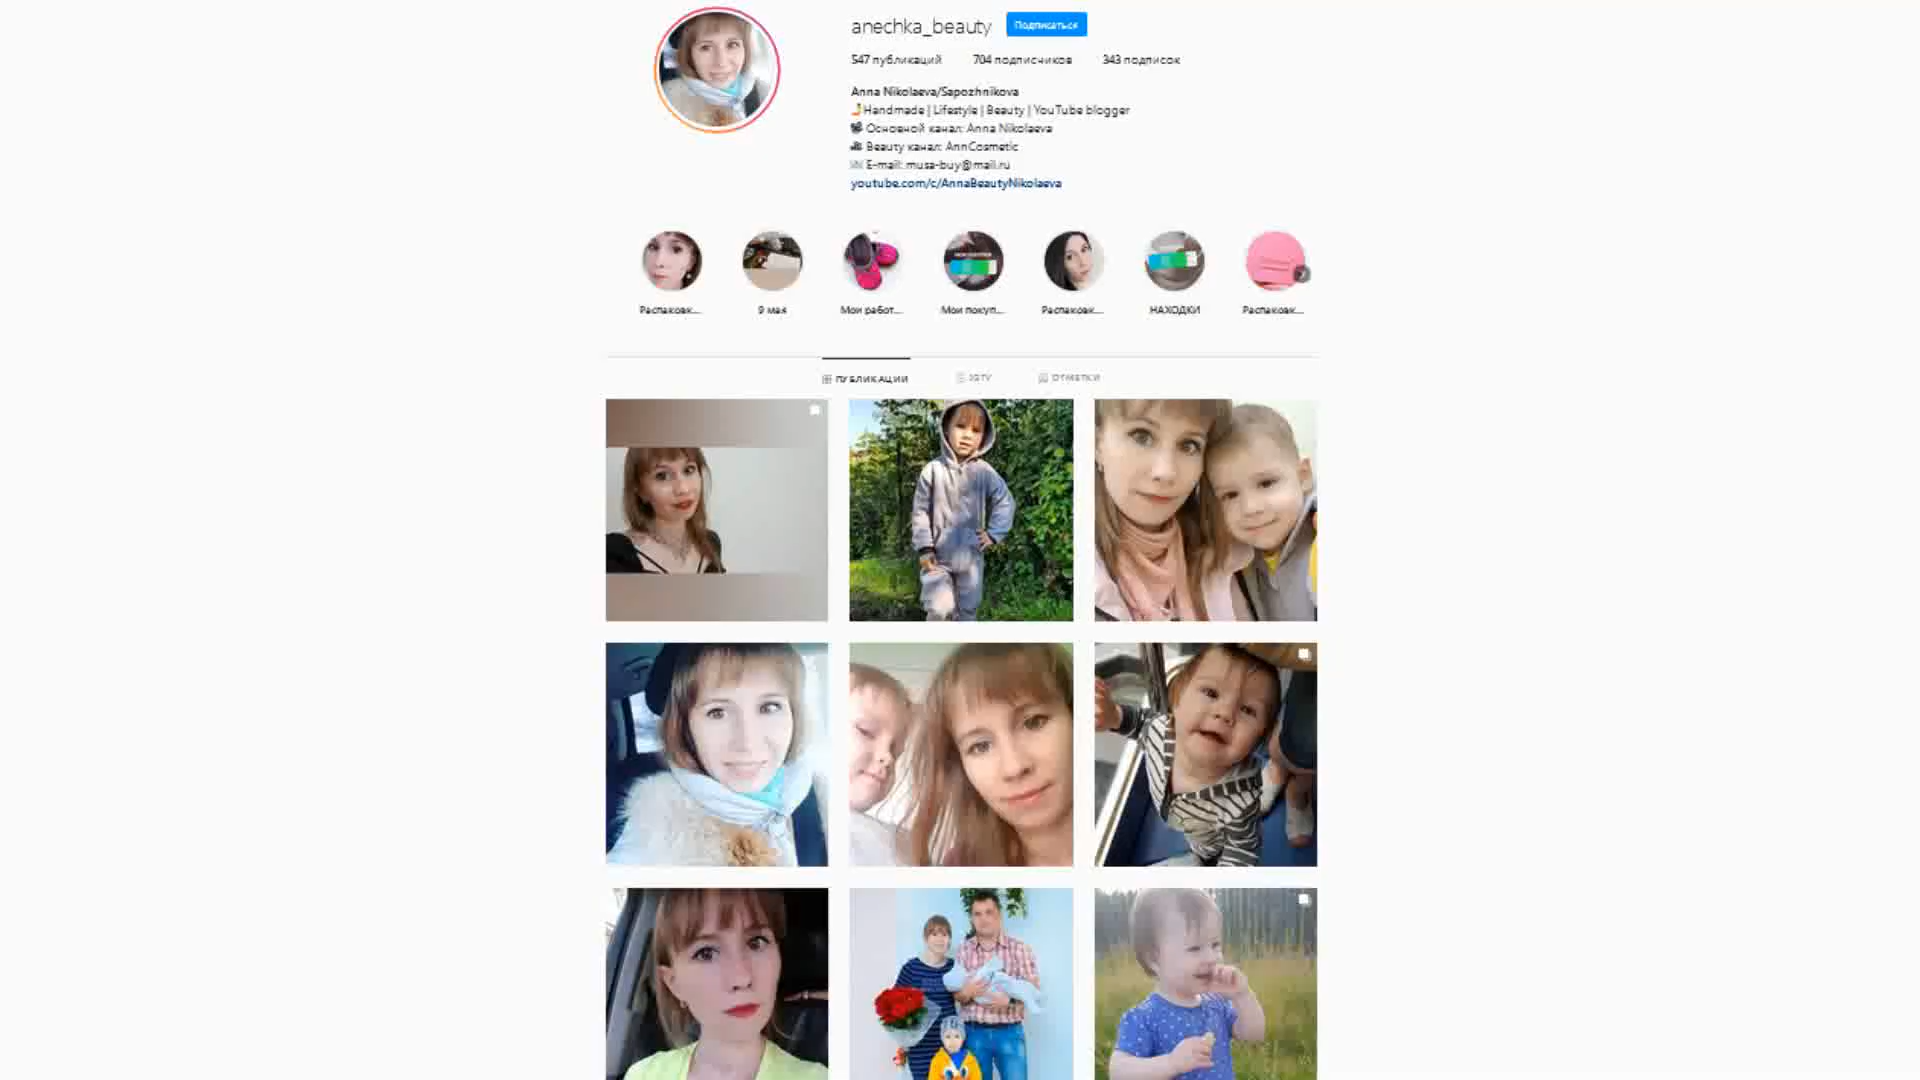 anechka_beauty Подписаться
547 публикаций 704 подписчиков 343 подписок
Anna Nikolaeva/Sapozhnikova
Handmade | Lifestyle | Beauty | YouTube blogger
Основной канал: Anna Nikolaeva
Beauty канал: AnnCosmetic
E-mail: musa-buy@mail.ru
youtube.com/c/AnnaBeautyNikolaeva
Распаковк... 9 мая Мои работ... Мои покуп... Распаковк... НАХОДКИ Распаковк...
ПУБЛИКАЦИИ IGTV ОТМЕТКИ